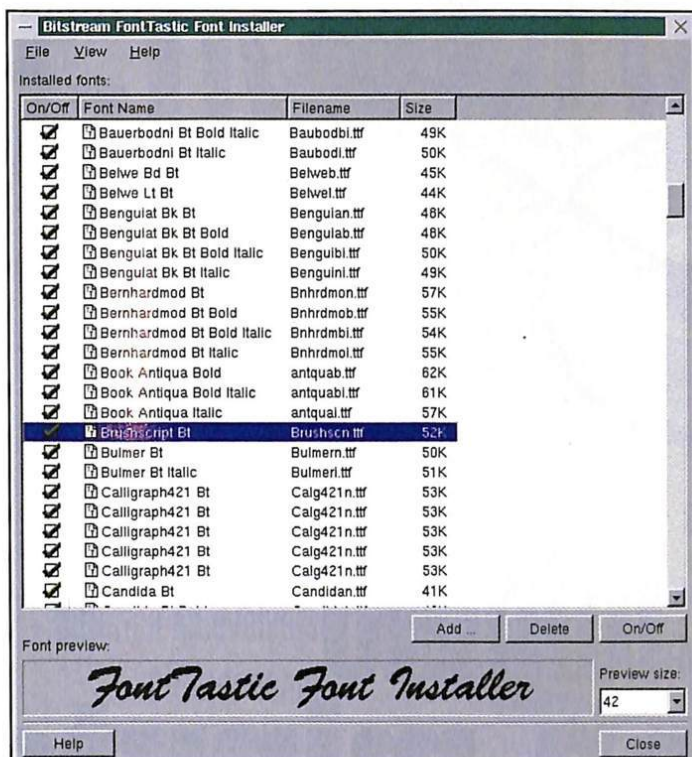 Bitstream FontTastic Font Installer
File View Help
Installed fonts:
On/Off Font Name Filename Size
Bauerbodni Bt Bold Italic Baubodbi.ttf 49K
Bauerbodni Bt Italic Baubodi.ttf 50K
Belwe Bd Bt Belweb.ttf 45K
Belwe Lt Bt Belwel.ttf 44K
Benguiat Bk Bt Benguian.ttf 48K
Benguiat Bk Bt Bold Benguiab.ttf 48K
Benguiat Bk Bt Bold Italic Benguibi.ttf 50K
Benguiat Bk Bt Italic Benguini.ttf 49K
Bernhardmod Bt Bnhrdmon.ttf 57K
Bernhardmod Bt Bold Bnhrdmob.ttf 55K
Bernhardmod Bt Bold Italic Bnhrdmbi.ttf 54K
Bernhardmod Bt Italic Bnhrdmoi.ttf 55K
Book Antiqua Bold antquab.ttf 62K
Book Antiqua Bold Italic antquabi.ttf 61K
Book Antiqua Italic antquai.ttf 57K
Brushscript Bt Brushscn.ttf 52K
Bulmer Bt Bulmern.ttf 50K
Bulmer Bt Italic Bulmeri.ttf 51K
Calligraph421 Bt Calg421n.ttf 53K
Calligraph421 Bt Calg421n.ttf 53K
Calligraph421 Bt Calg421n.ttf 53K
Calligraph421 Bt Calg421n.ttf 53K
Candida Bt Candidan.ttf 41K
Add ... Delete On/Off
Font preview:
FontTastic Font Installer
Preview size:
42
Help Close